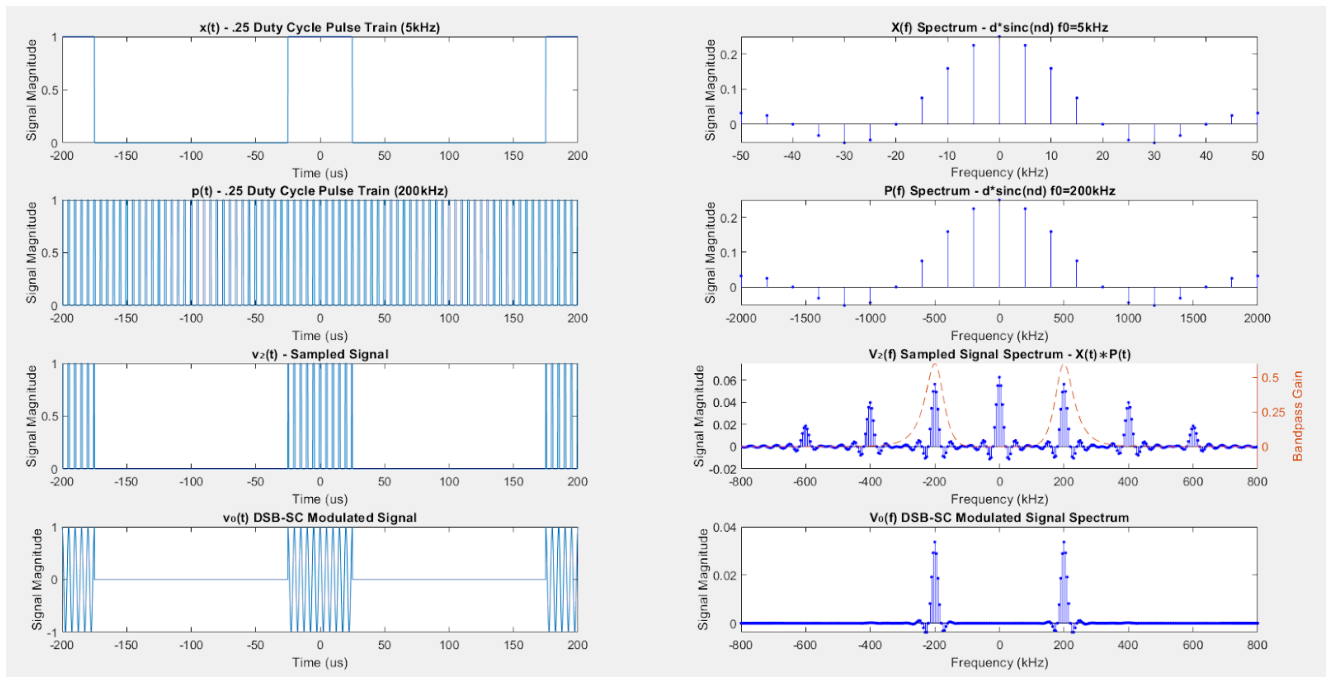 x(t) - .25 Duty Cycle Pulse Train (5kHz)
Signal Magnitude
1
0.5
0
-200 -150 -100 -50 0 50 100 150 200
Time (us)
X(f) Spectrum - d*sinc(nd) f0=5kHz
Signal Magnitude
0.2
0.1
0
-50 -40 -30 -20 -10 0 10 20 30 40 50
Frequency (kHz)
p(t) - .25 Duty Cycle Pulse Train (200kHz)
Signal Magnitude
1
0.5
0
-200 -150 -100 -50 0 50 100 150 200
Time (us)
P(f) Spectrum - d*sinc(nd) f0=200kHz
Signal Magnitude
0.2
0.1
0
-2000 -1500 -1000 -500 0 500 1000 1500 2000
Frequency (kHz)
v₂(t) - Sampled Signal
Signal Magnitude
1
0.5
0
-200 -150 -100 -50 0 50 100 150 200
Time (us)
V₂(f) Sampled Signal Spectrum - X(t)∗P(t)
Signal Magnitude
0.06
0.04
0.02
0
-0.02
0.5
0.25
0
Bandpass Gain
-800 -600 -400 -200 0 200 400 600 800
Frequency (kHz)
v₀(t) DSB-SC Modulated Signal
Signal Magnitude
1
0
-1
-200 -150 -100 -50 0 50 100 150 200
Time (us)
V₀(f) DSB-SC Modulated Signal Spectrum
Signal Magnitude
0.04
0.02
0
-800 -600 -400 -200 0 200 400 600 800
Frequency (kHz)